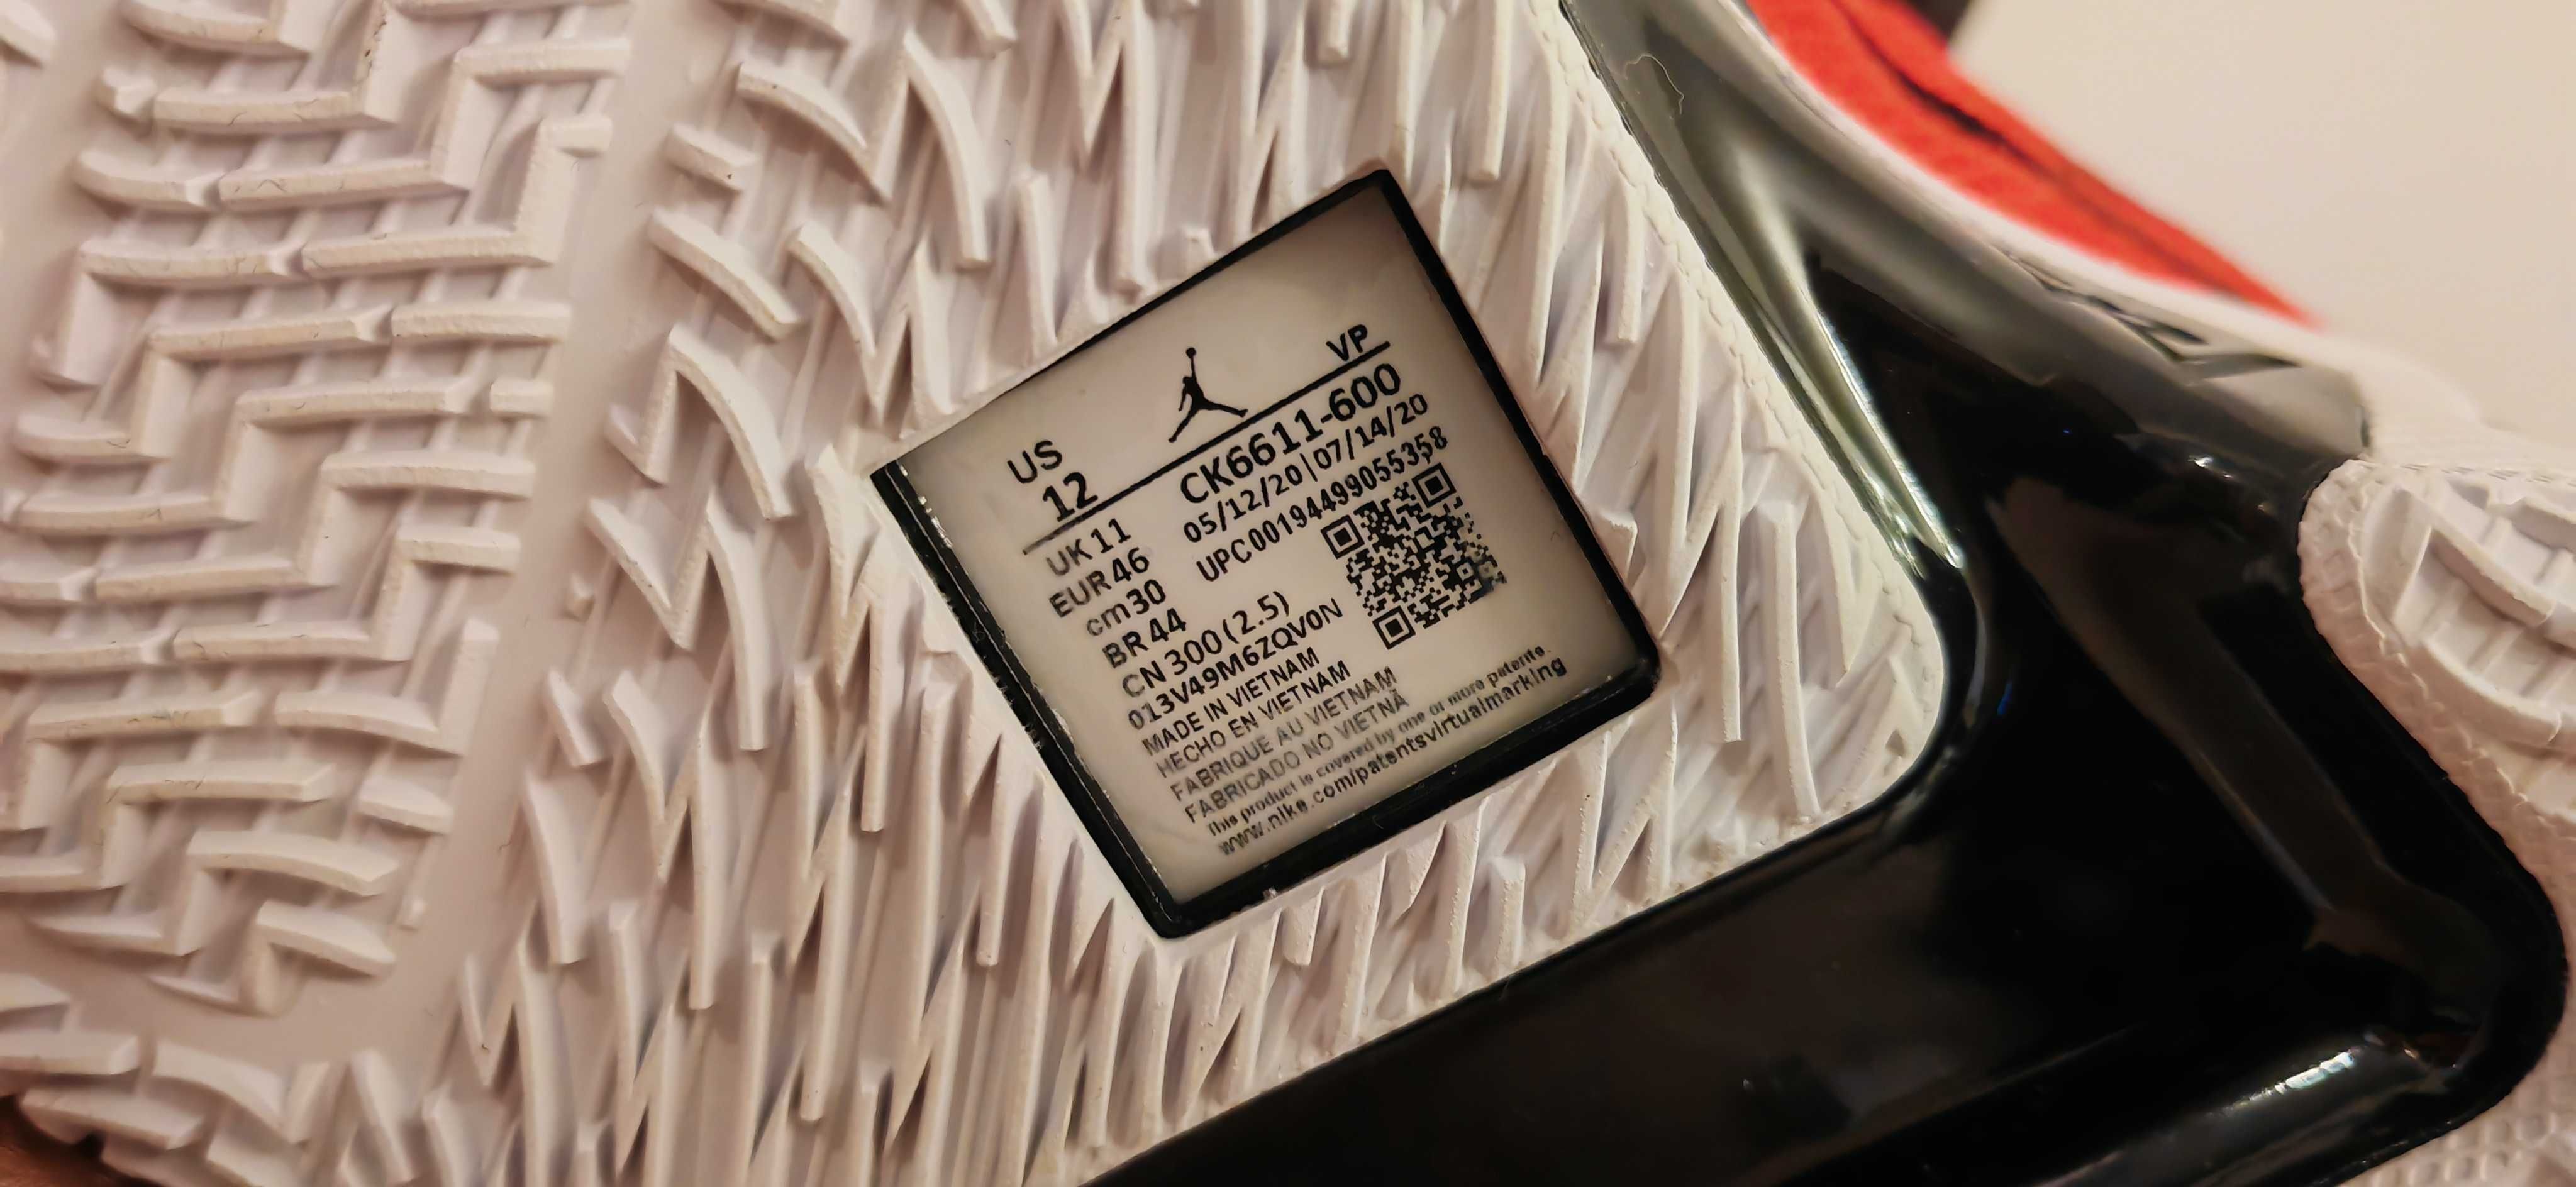 US VP
12 CK6611-600
UK 11 05/12/20|07/14/20
EUR 46 UPC00194499055358
cm 30
BR 44
CN 300 (2.5)
013V49M6ZQV0N
MADE IN VIETNAM
HECHO EN VIETNAM
FABRIQUE AU VIETNAM
FABRICADO NO VIETNÃ
This product is covered by one or more patents.
www.nike.com/patentsvirtualmarking